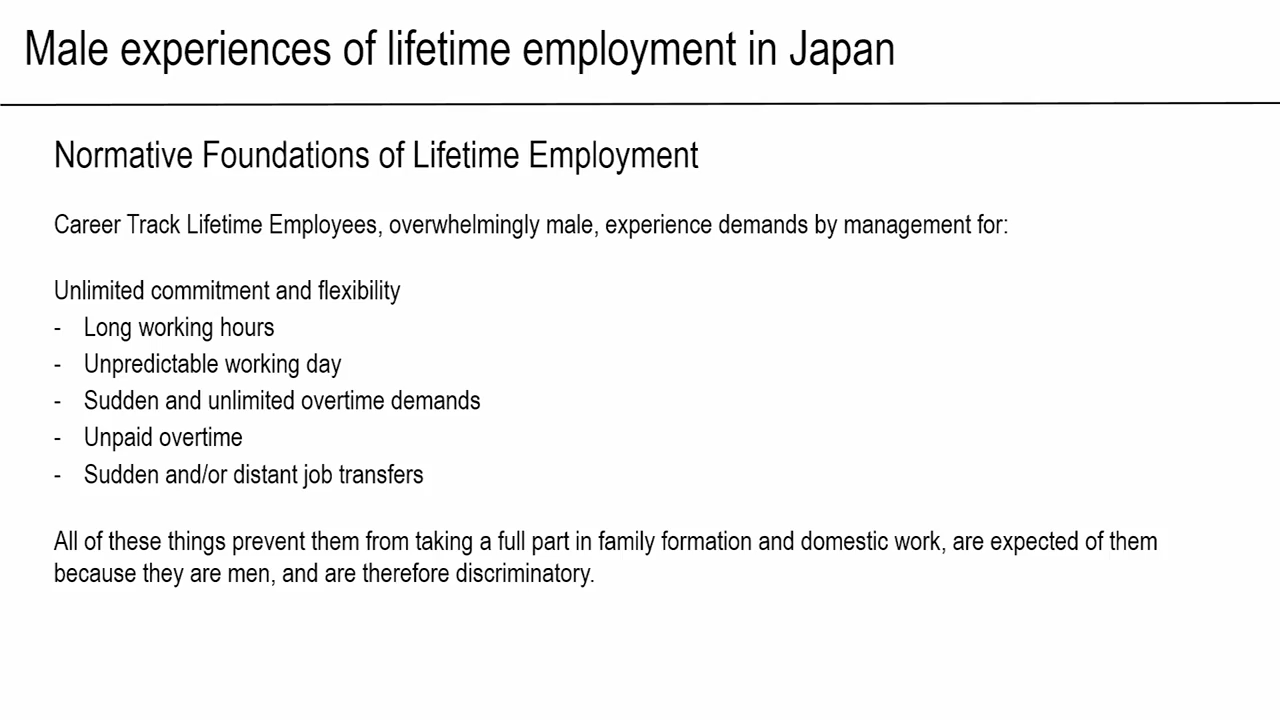 Male experiences of lifetime employment in Japan
Normative Foundations of Lifetime Employment
Career Track Lifetime Employees, overwhelmingly male, experience demands by management for:
Unlimited commitment and flexibility
- Long working hours
- Unpredictable working day
- Sudden and unlimited overtime demands
- Unpaid overtime
- Sudden and/or distant job transfers
All of these things prevent them from taking a full part in family formation and domestic work, are expected of them
because they are men, and are therefore discriminatory.